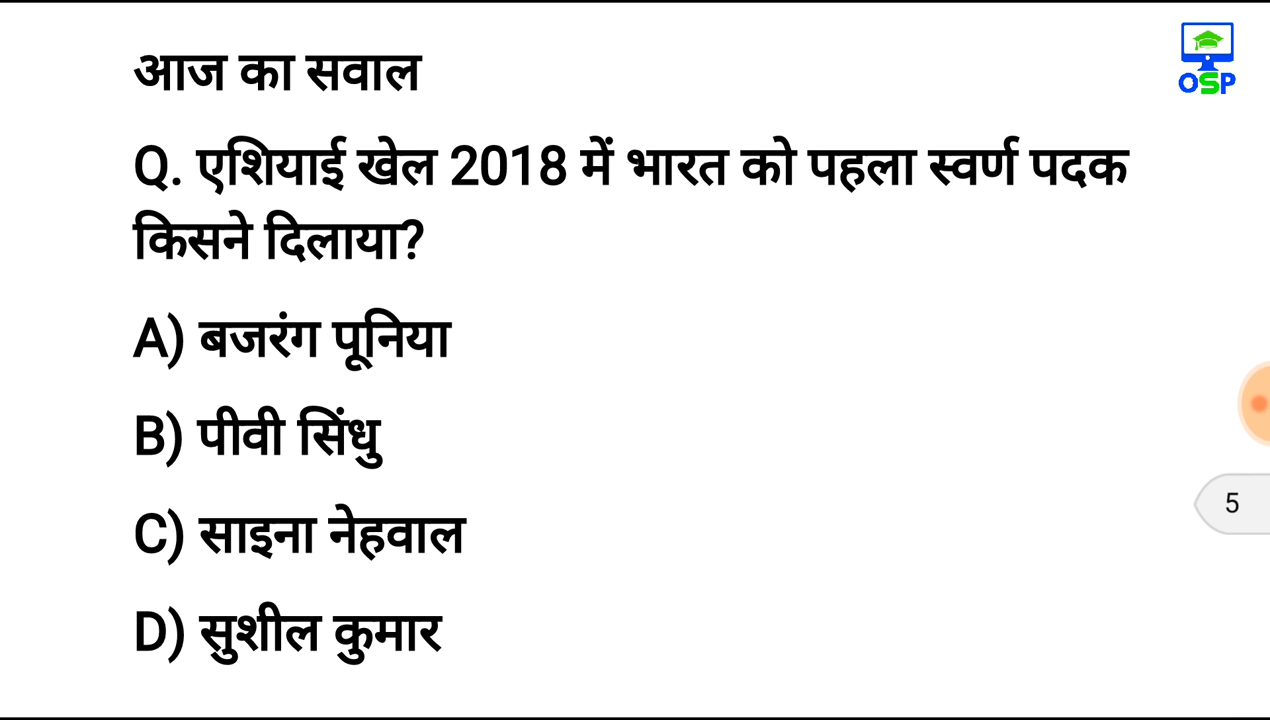 आज का सवाल
OSP
Q. एशियाई खेल 2018 में भारत को पहला स्वर्ण पदक
किसने दिलाया?
A) बजरंग पूनिया
B) पीवी सिंधु
5
C) साइना नेहवाल
D) सुशील कुमार